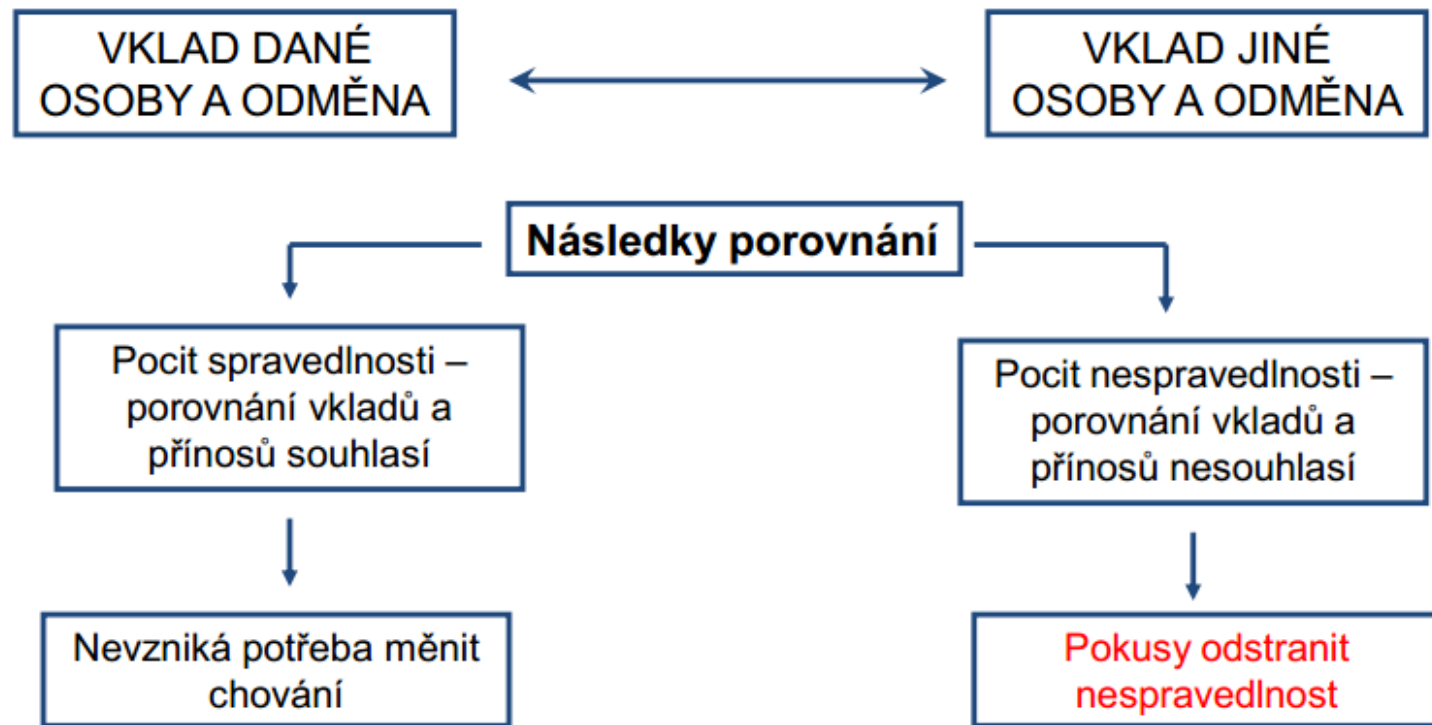 VKLAD DANÉ
OSOBY A ODMĚNA
VKLAD JINÉ
OSOBY A ODMĚNA
Následky porovnání
Pocit spravedlnosti –
porovnání vkladů a
přínosů souhlasí
Pocit nespravedlnosti –
porovnání vkladů a
přínosů nesouhlasí
Nevzniká potřeba měnit
chování
Pokusy odstranit
nespravedlnost